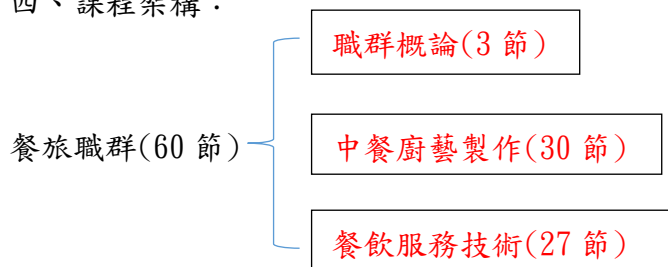 四、課程架構：
職群概論(3 節)
餐旅職群(60 節)
中餐廚藝製作(30 節)
餐飲服務技術(27 節)